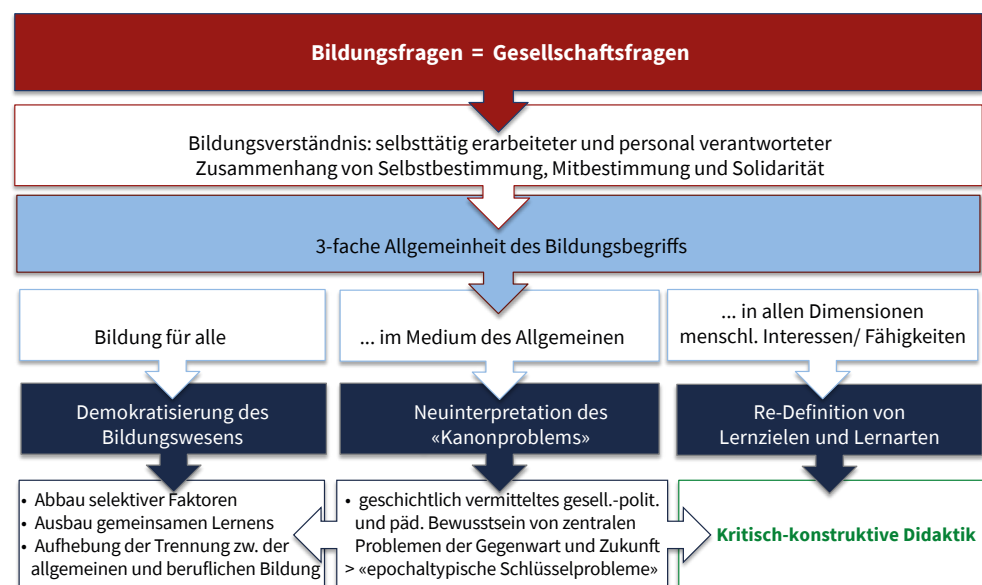 Bildungsfragen = Gesellschaftsfragen
Bildungsverständnis: selbsttätig erarbeiteter und personal verantworteter
Zusammenhang von Selbstbestimmung, Mitbestimmung und Solidarität
3-fache Allgemeinheit des Bildungsbegriffs
Bildung für alle
... im Medium des Allgemeinen
... in allen Dimensionen
menschl. Interessen/ Fähigkeiten
Demokratisierung des
Bildungswesens
Neuinterpretation des
«Kanonproblems»
Re-Definition von
Lernzielen und Lernarten
• Abbau selektiver Faktoren
• Ausbau gemeinsamen Lernens
• Aufhebung der Trennung zw. der
allgemeinen und beruflichen Bildung
• geschichtlich vermitteltes gesell.-polit.
und päd. Bewusstsein von zentralen
Problemen der Gegenwart und Zukunft
> «epochaltypische Schlüsselprobleme»
Kritisch-konstruktive Didaktik